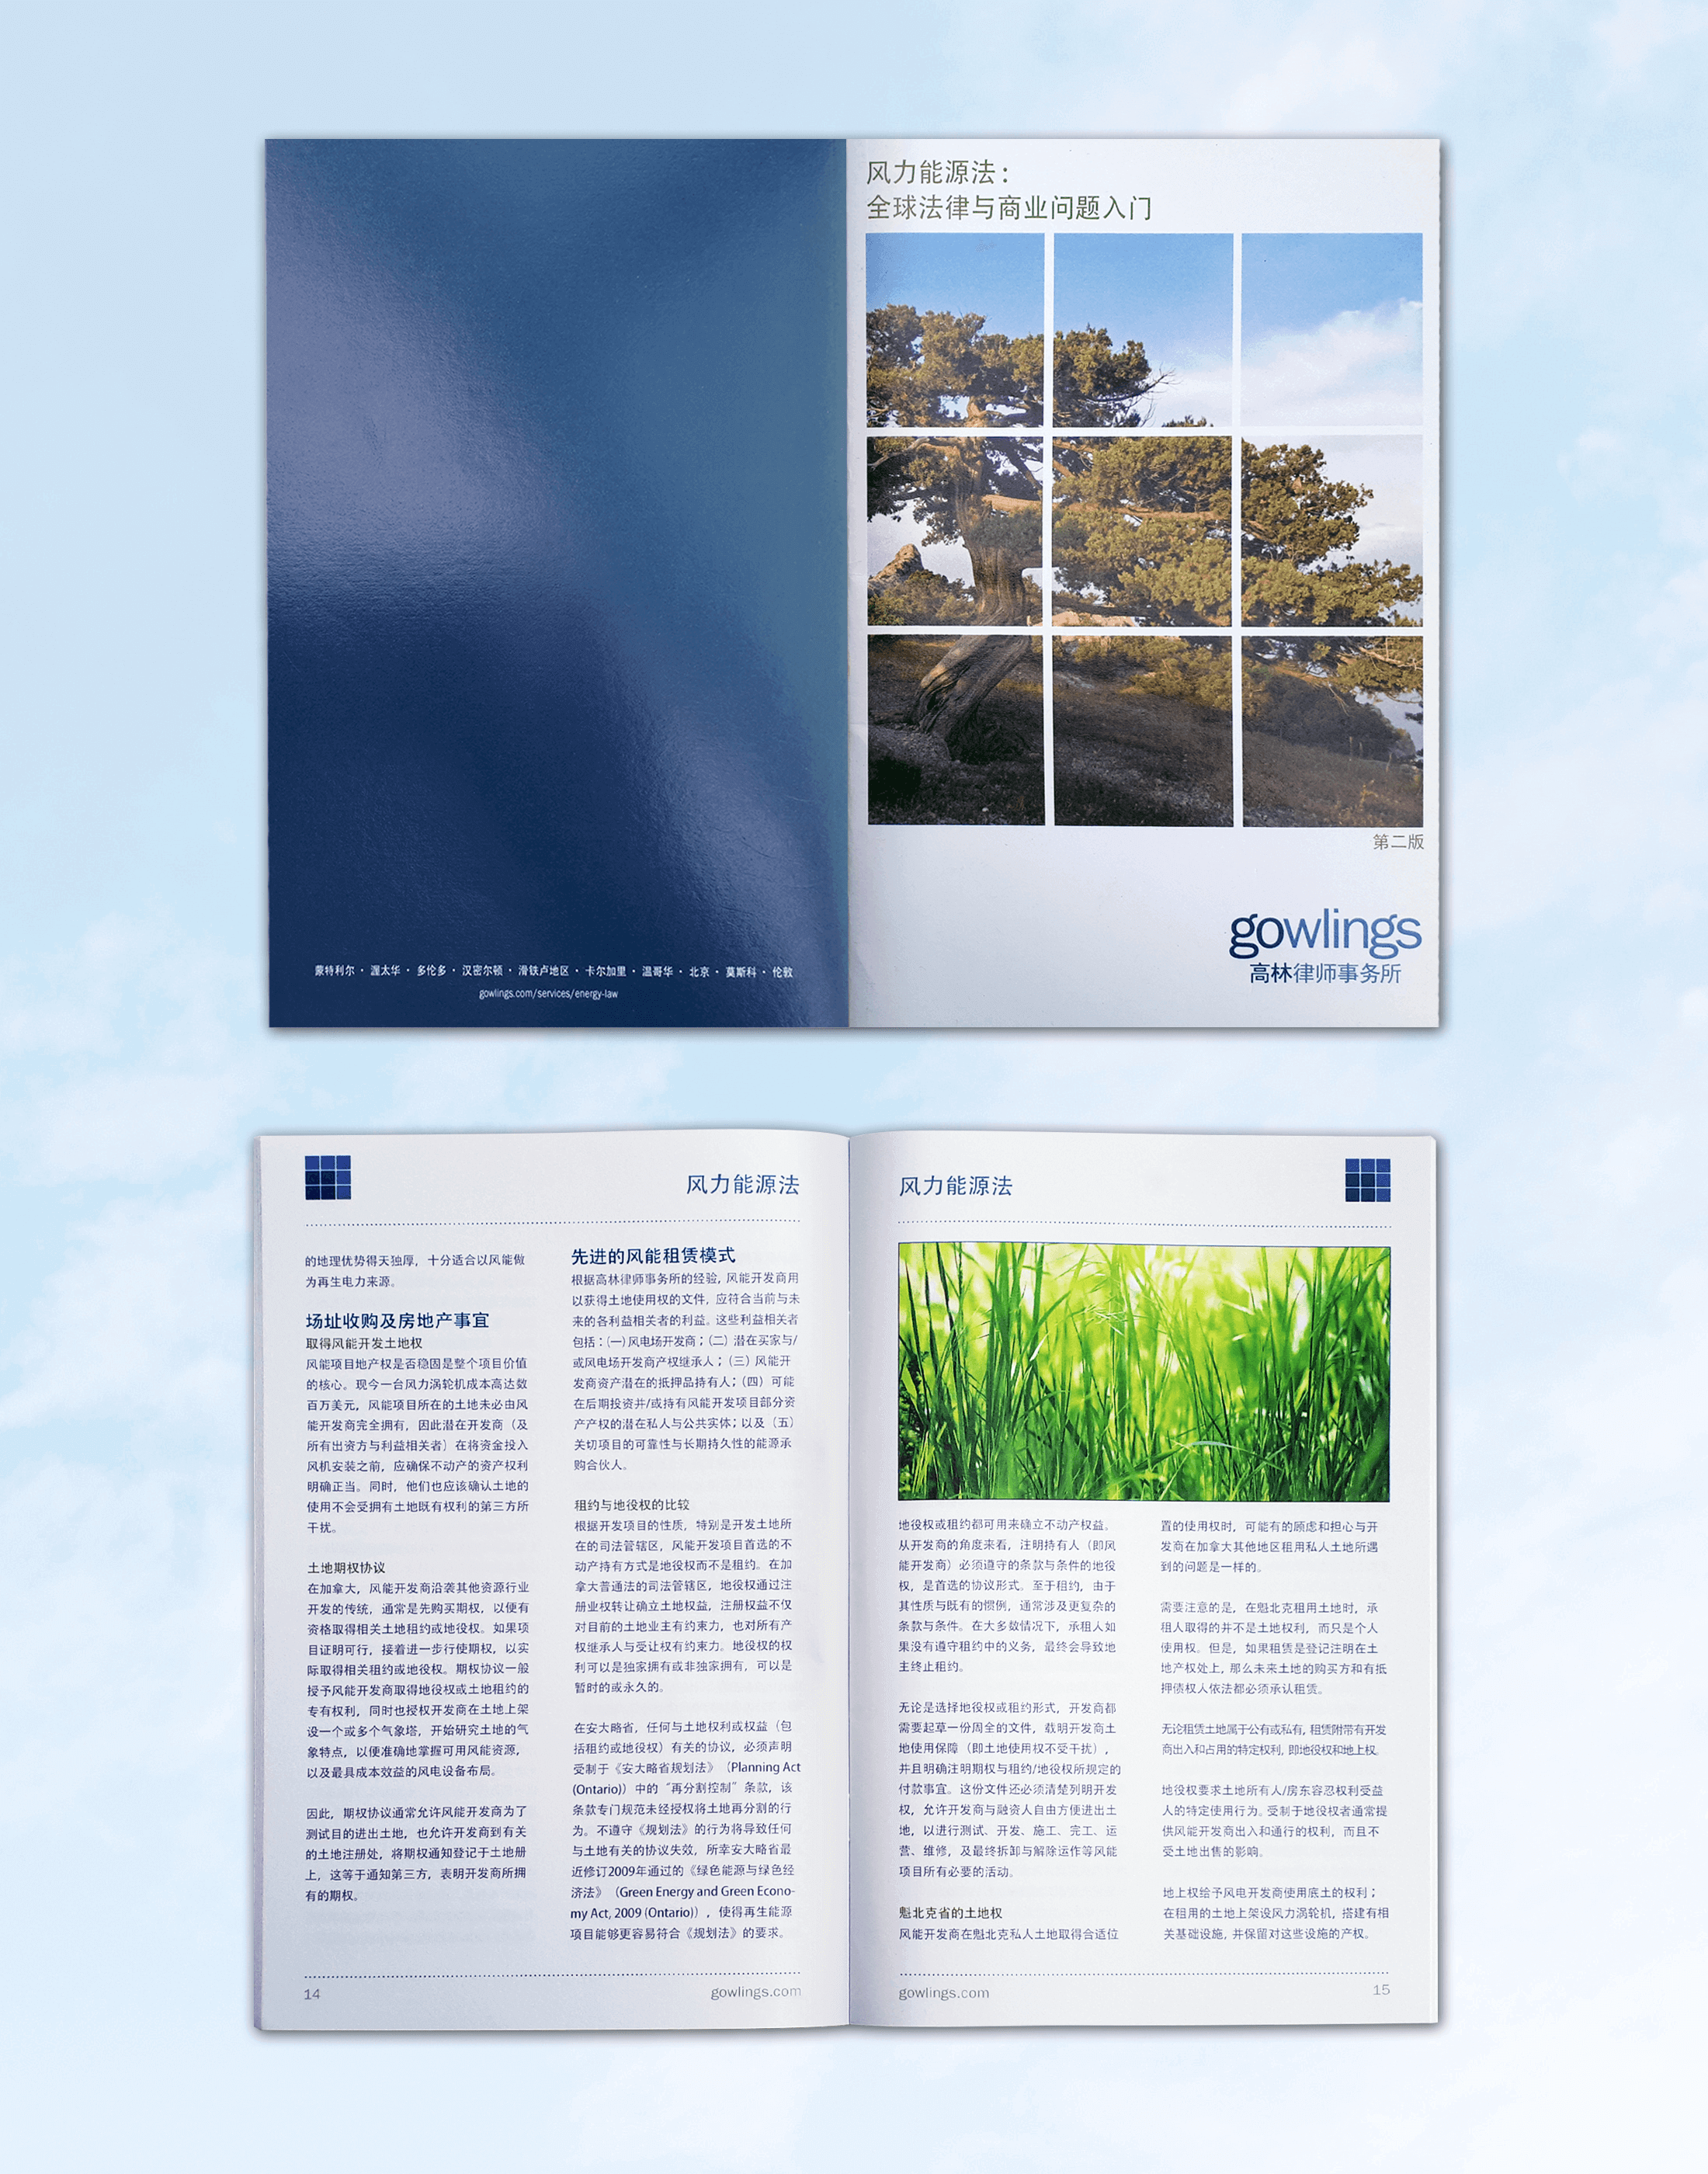 风力能源法：
全球法律与商业问题入门
第二版
gowlings
高林律师事务所
蒙特利尔 · 渥太华 · 多伦多 · 汉密尔顿 · 滑铁卢地区 · 卡尔加里 · 温哥华 · 北京 · 莫斯科 · 伦敦
gowlings.com/services/energy-law
风力能源法
的地理优势得天独厚，十分适合以风能做
为再生电力来源。
场址收购及房地产事宜
取得风能开发土地权
风能项目地产权是否稳固是整个项目价值
的核心。现今一台风力涡轮机成本高达数
百万美元，风能项目所在的土地未必由风
能开发商完全拥有，因此潜在开发商（及
所有出资方与利益相关者）在将资金投入
风机安装之前，应确保不动产的资产权利
明确正当。同时，他们也应该确认土地的
使用不会受拥有土地既有权利的第三方所
干扰。
土地期权协议
在加拿大，风能开发商沿袭其他资源行业
开发的传统，通常是先购买期权，以便有
资格取得相关土地租约或地役权。如果项
目证明可行，接着进一步行使期权，以实
际取得相关租约或地役权。期权协议一般
授予风能开发商取得地役权或土地租约的
专有权利，同时也授权开发商在土地上架
设一个或多个气象塔，开始研究土地的气
象特点，以便准确地掌握可用风能资源，
以及最具成本效益的风电设备布局。
因此，期权协议通常允许风能开发商为了
测试目的进出土地，也允许开发商到有关
的土地注册处，将期权通知登记于土地册
上，这等于通知第三方，表明开发商所拥
有的期权。
先进的风能租赁模式
根据高林律师事务所的经验，风能开发商用
以获得土地使用权的文件，应符合当前与未
来的各利益相关者的利益。这些利益相关者
包括：（一）风电场开发商；（二）潜在买家与/
或风电场开发商产权继承人；（三）风能开
发商资产潜在的抵押品持有人；（四）可能
在后期投资并/或持有风能开发项目部分资
产产权的潜在私人与公共实体；以及（五）
关切项目的可靠性与长期持久性的能源承
购合伙人。
租约与地役权的比较
根据开发项目的性质，特别是开发土地所
在的司法管辖区，风能开发项目首选的不
动产持有方式是地役权而不是租约。在加
拿大普通法的司法管辖区，地役权通过注
册业权转让确立土地权益，注册权益不仅
对目前的土地业主有约束力，也对所有产
权继承人与受让权有约束力。地役权的权
利可以是独家拥有或非独家拥有，可以是
暂时的或永久的。
在安大略省，任何与土地权利或权益（包
括租约或地役权）有关的协议，必须声明
受制于《安大略省规划法》（Planning Act
(Ontario)）中的“再分割控制”条款，该
条款专门规范未经授权将土地再分割的行
为。不遵守《规划法》的行为将导致任何
与土地有关的协议失效，所幸安大略省最
近修订2009年通过的《绿色能源与绿色经
济法》（Green Energy and Green Econo-
my Act, 2009 (Ontario)），使得再生能源
项目能够更容易符合《规划法》的要求。
14
gowlings.com
风力能源法
地役权或租约都可用来确立不动产权益。
从开发商的角度来看，注明持有人（即风
能开发商）必须遵守的条款与条件的地役
权，是首选的协议形式。至于租约，由于
其性质与既有的惯例，通常涉及更复杂的
条款与条件。在大多数情况下，承租人如
果没有遵守租约中的义务，最终会导致地
主终止租约。
无论是选择地役权或租约形式，开发商都
需要起草一份周全的文件，载明开发商土
地使用保障（即土地使用权不受干扰），
并且明确注明期权与租约/地役权所规定的
付款事宜。这份文件还必须清楚列明开发
权，允许开发商与融资人自由方便进出土
地，以进行测试、开发、施工、完工、运
营、维修，及最终拆卸与解除运作等风能
项目所有必要的活动。
魁北克省的土地权
风能开发商在魁北克私人土地取得合适位
置的使用权时，可能有的顾虑和担心与开
发商在加拿大其他地区租用私人土地所遇
到的问题是一样的。
需要注意的是，在魁北克租用土地时，承
租人取得的并不是土地权利，而只是个人
使用权。但是，如果租赁是登记注明在土
地产权处上，那么未来土地的购买方和有抵
押债权人依法都必须承认租赁。
无论租赁土地属于公有或私有，租赁附带有开发
商出入和占用的特定权利，即地役权和地上权。
地役权要求土地所有人/房东容忍权利受益
人的特定使用行为。受制于地役权者通常提
供风能开发商出入和通行的权利，而且不
受土地出售的影响。
地上权给予风电开发商使用底土的权利；
在租用的土地上架设风力涡轮机，搭建有相
关基础设施，并保留对这些设施的产权。
gowlings.com
15